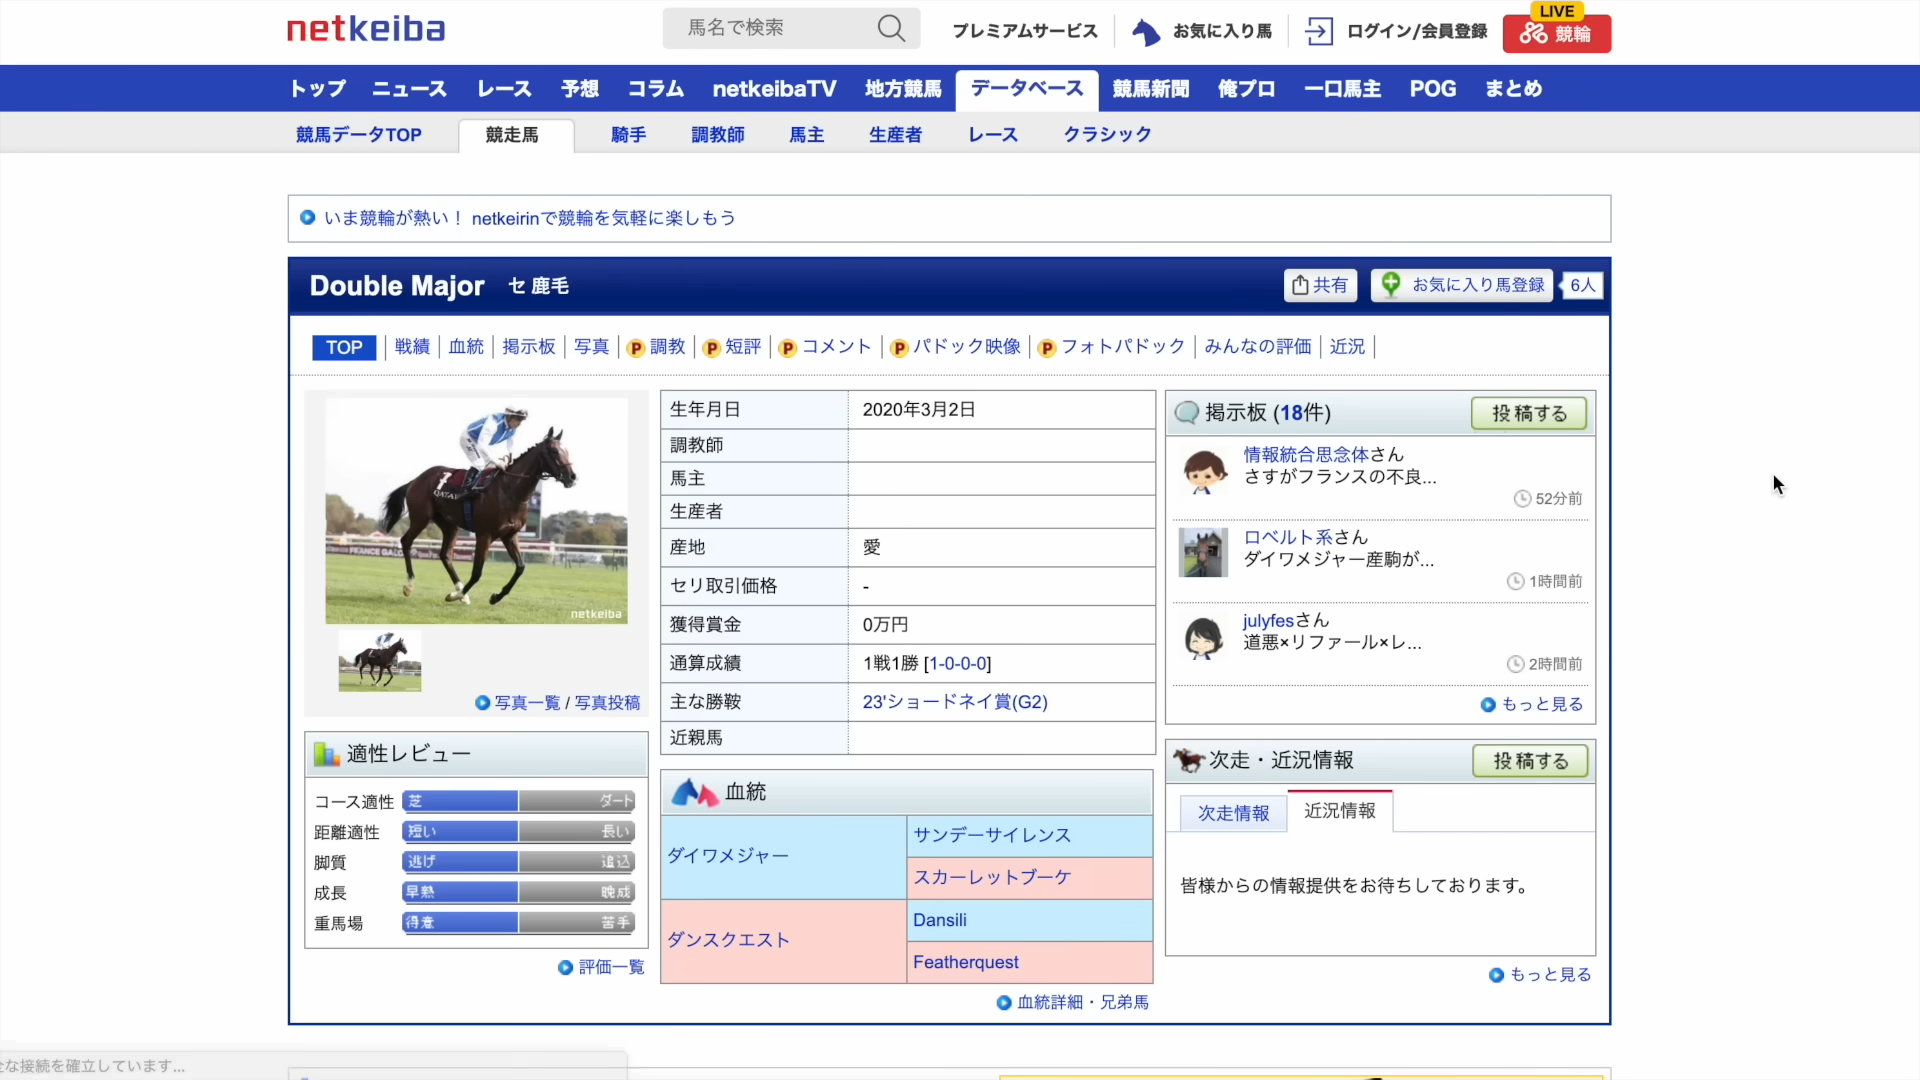 netkeiba
馬名で検索
プレミアムサービス
お気に入り馬
ログイン/会員登録
LIVE
競輪
トップ ニュース レース 予想 コラム netkeibaTV 地方競馬 データベース 競馬新聞 俺プロ 一口馬主 POG まとめ
競馬データTOP 競走馬 騎手 調教師 馬主 生産者 レース クラシック
いま競輪が熱い! netkeirinで競輪を気軽に楽しもう
Double Major セ 鹿毛
共有
お気に入り馬登録
6人
TOP 戦績 血統 掲示板 写真 P 調教 P 短評 P コメント P パドック映像 P フォトパドック みんなの評価 近況
1
QATAR
FRANCE GALO
netkeiba
写真一覧 / 写真投稿
適性レビュー
コース適性 芝 ダート
距離適性 短い 長い
脚質 逃げ 追込
成長 早熟 晩成
重馬場 得意 苦手
評価一覧
生年月日 2020年3月2日
調教師
馬主
生産者
産地 愛
セリ取引価格 -
獲得賞金 0万円
通算成績 1戦1勝 [1-0-0-0]
主な勝鞍 23'ショードネイ賞(G2)
近親馬
血統
ダイワメジャー
サンデーサイレンス
スカーレットブーケ
ダンスクエスト
Dansili
Featherquest
血統詳細・兄弟馬
掲示板 (18件)
投稿する
情報統合思念体さん
さすがフランスの不良...
52分前
ロベルト系さん
ダイワメジャー産駒が...
1時間前
julyfesさん
道悪×リファール×レ...
2時間前
もっと見る
次走・近況情報
投稿する
次走情報 近況情報
皆様からの情報提供をお待ちしております。
もっと見る
な接続を確立しています...